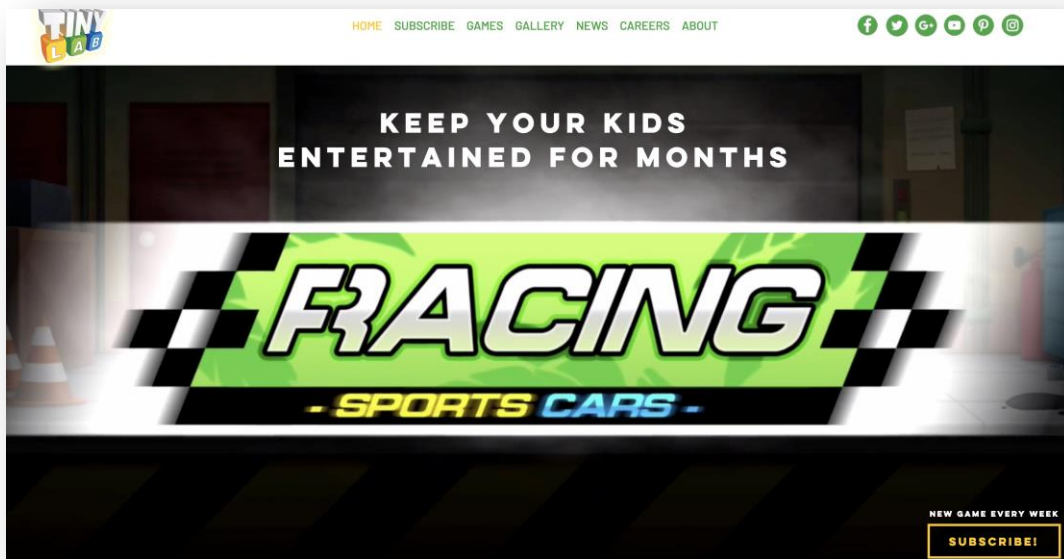 TINY
LAB
HOME SUBSCRIBE GAMES GALLERY NEWS CAREERS ABOUT
KEEP YOUR KIDS
ENTERTAINED FOR MONTHS
RACING
- SPORTS CARS -
NEW GAME EVERY WEEK
SUBSCRIBE!